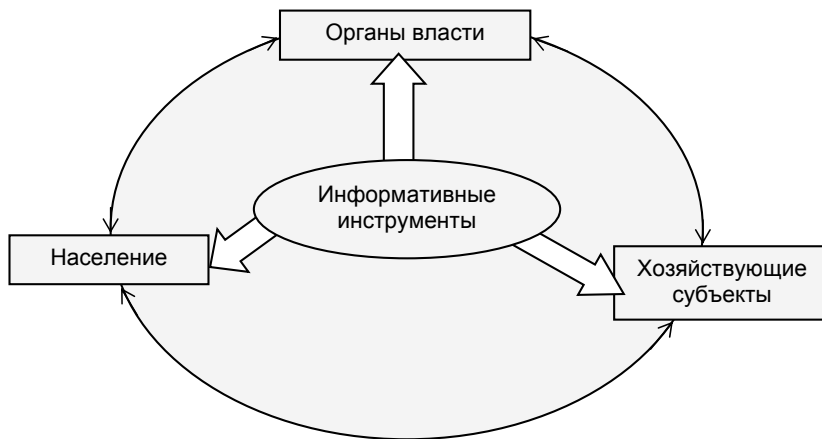 Органы власти
Информативные
инструменты
Население
Хозяйствующие
субъекты